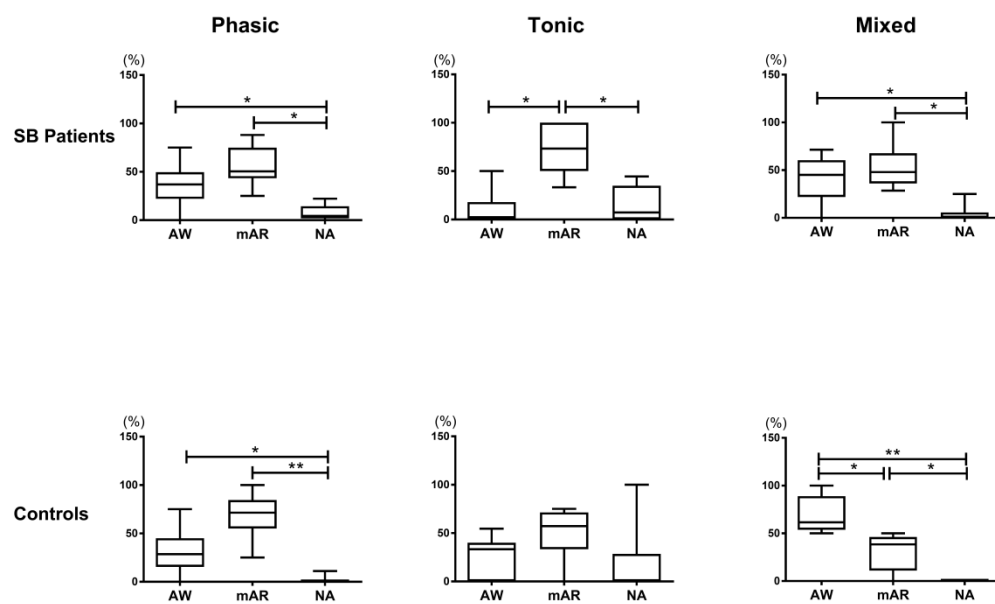 Phasic Tonic Mixed
(%) (%) (%)
150 150 150
* * * *
SB Patients
100 * 100 100 *
50 50 50
0 0 0
AW mAR NA AW mAR NA AW mAR NA
(%) (%) (%)
150 150 150
* **
** * *
100 100 100
Controls
50 50 50
0 0 0
AW mAR NA AW mAR NA AW mAR NA